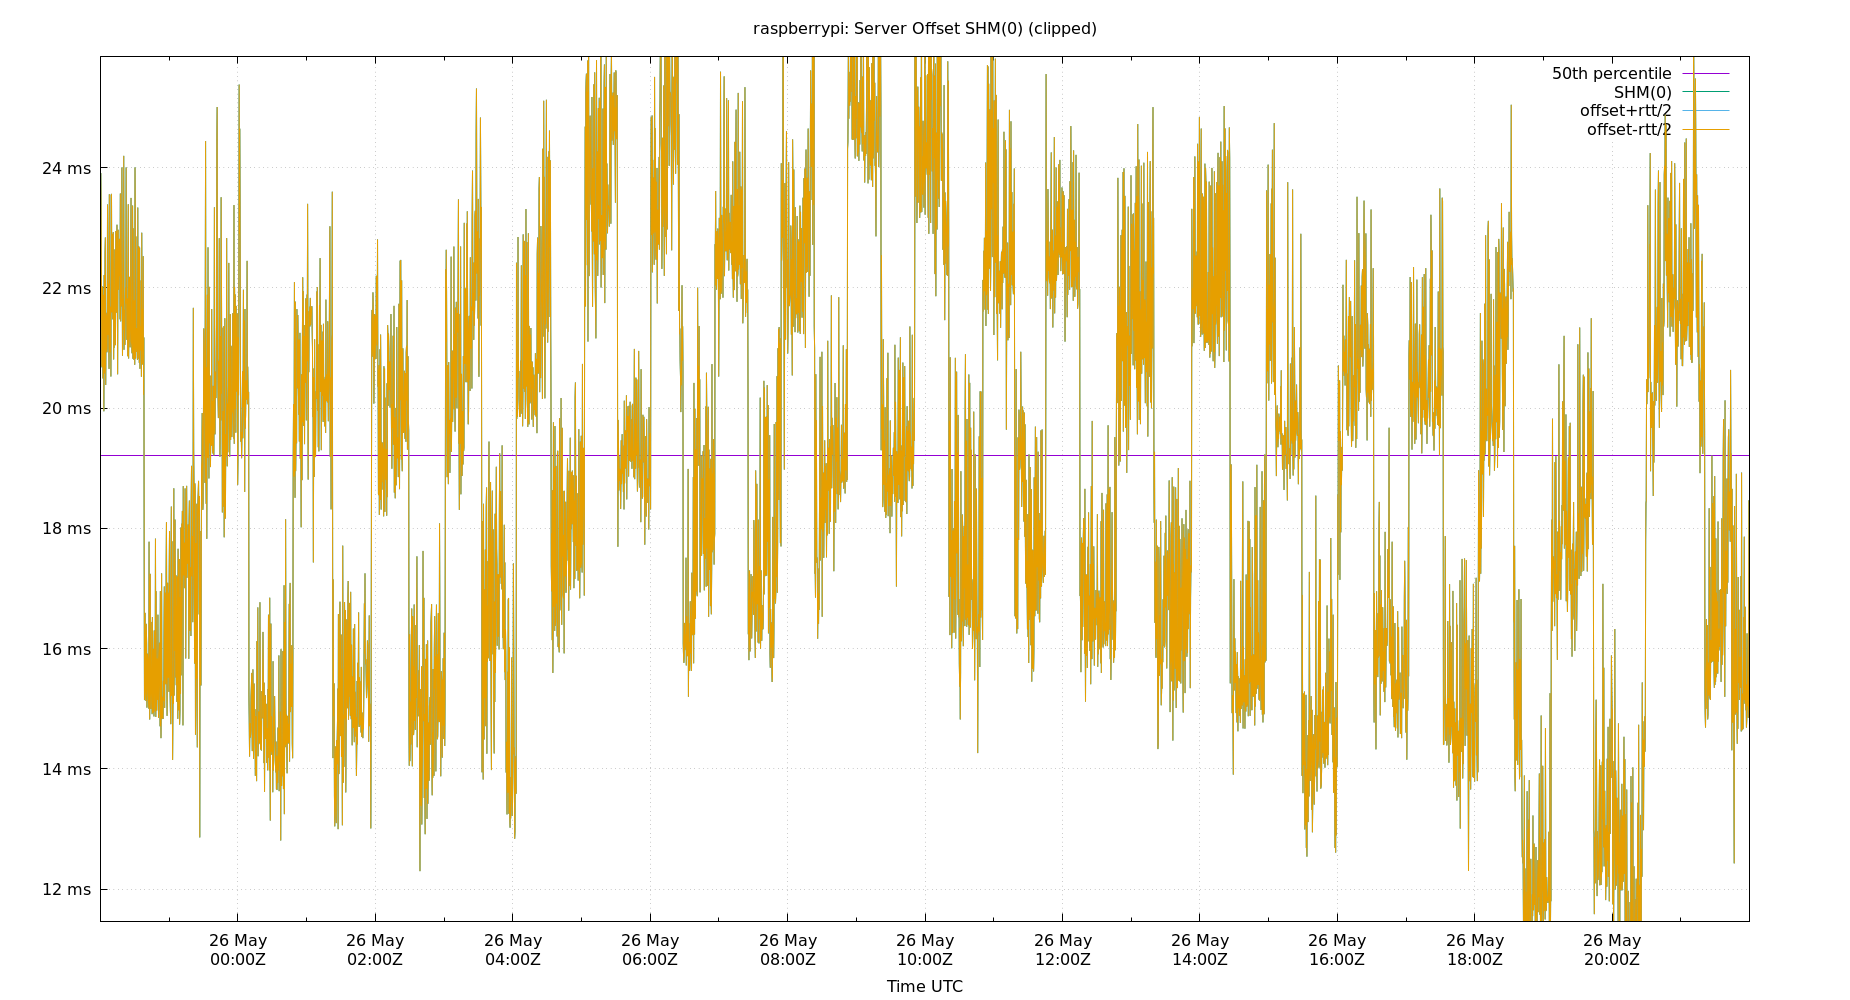 raspberrypi: Server Offset SHM(0) (clipped)
50th percentile
SHM(0)
offset+rtt/2
offset-rtt/2
24 ms
22 ms
20 ms
18 ms
16 ms
14 ms
12 ms
26 May 26 May 26 May 26 May 26 May 26 May 26 May 26 May 26 May 26 May 26 May
00:00Z 02:00Z 04:00Z 06:00Z 08:00Z 10:00Z 12:00Z 14:00Z 16:00Z 18:00Z 20:00Z
Time UTC